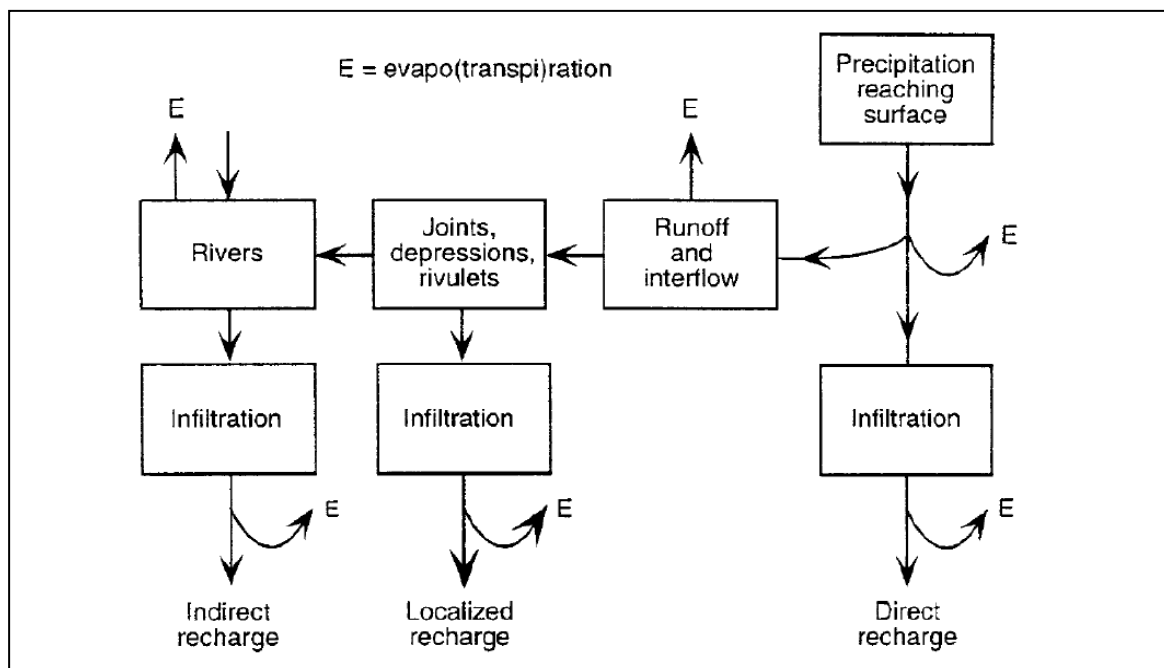 E = evapo(transpi)ration
Precipitation
reaching
surface
E
E
Rivers
Joints,
depressions,
rivulets
Runoff
and
interflow
E
Infiltration
Infiltration
Infiltration
E
E
E
Indirect
recharge
Localized
recharge
Direct
recharge